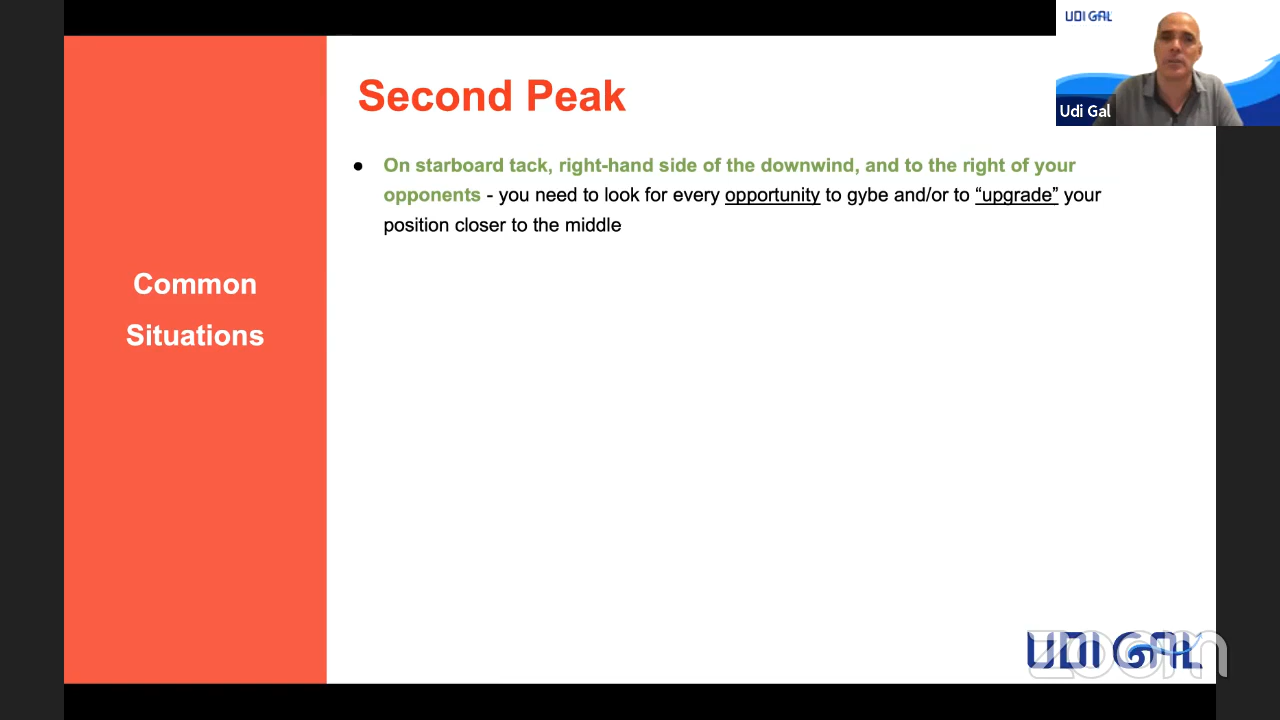 UDI GAL
Udi Gal
Second Peak
● On starboard tack, right-hand side of the downwind, and to the right of your
opponents - you need to look for every opportunity to gybe and/or to “upgrade” your
position closer to the middle
Common
Situations
UDI GAL
zoom